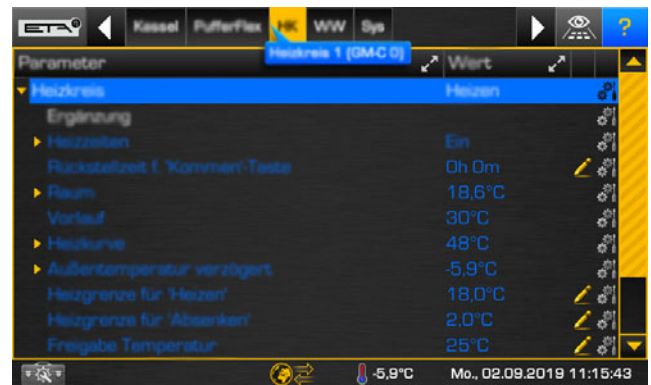 ETA
Kessel PufferFlex HK WW Sys ?
Heizkreis 1 (GM-C 0)
Parameter Wert
Heizkreis Heizen
Ergänzung
Heizzeiten Ein
Rückstellzeit f. 'Kommen'-Taste 0h 0m
Raum 18,6°C
Vorlauf 30°C
Heizkurve 48°C
Außentemperatur verzögert -5,9°C
Heizgrenze für 'Heizen' 18,0°C
Heizgrenze für 'Absenken' 2,0°C
Freigabe Temperatur 25°C
-5,9°C Mo., 02.09.2019 11:15:43